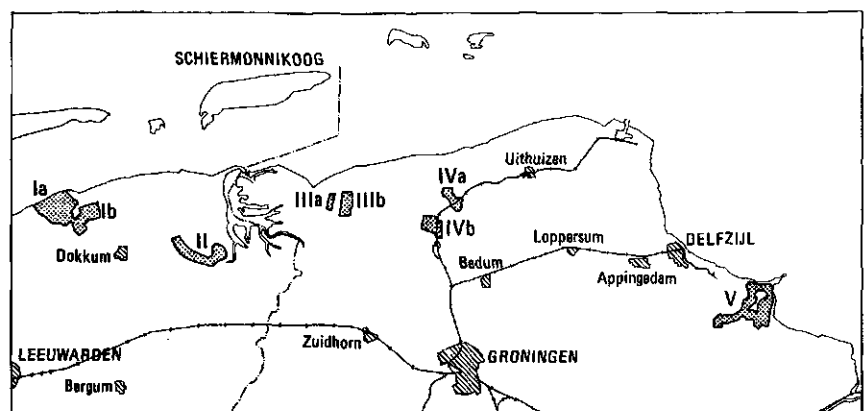 SCHIERMONNIKOOG
Uithuizen
IVa
Ia
IIIa IIIb
Ib
IVb
II
Loppersum DELFZIJL
Dokkum
Bedum
Appingedam
V
Zuidhorn
GRONINGEN
LEEUWARDEN
Bergum